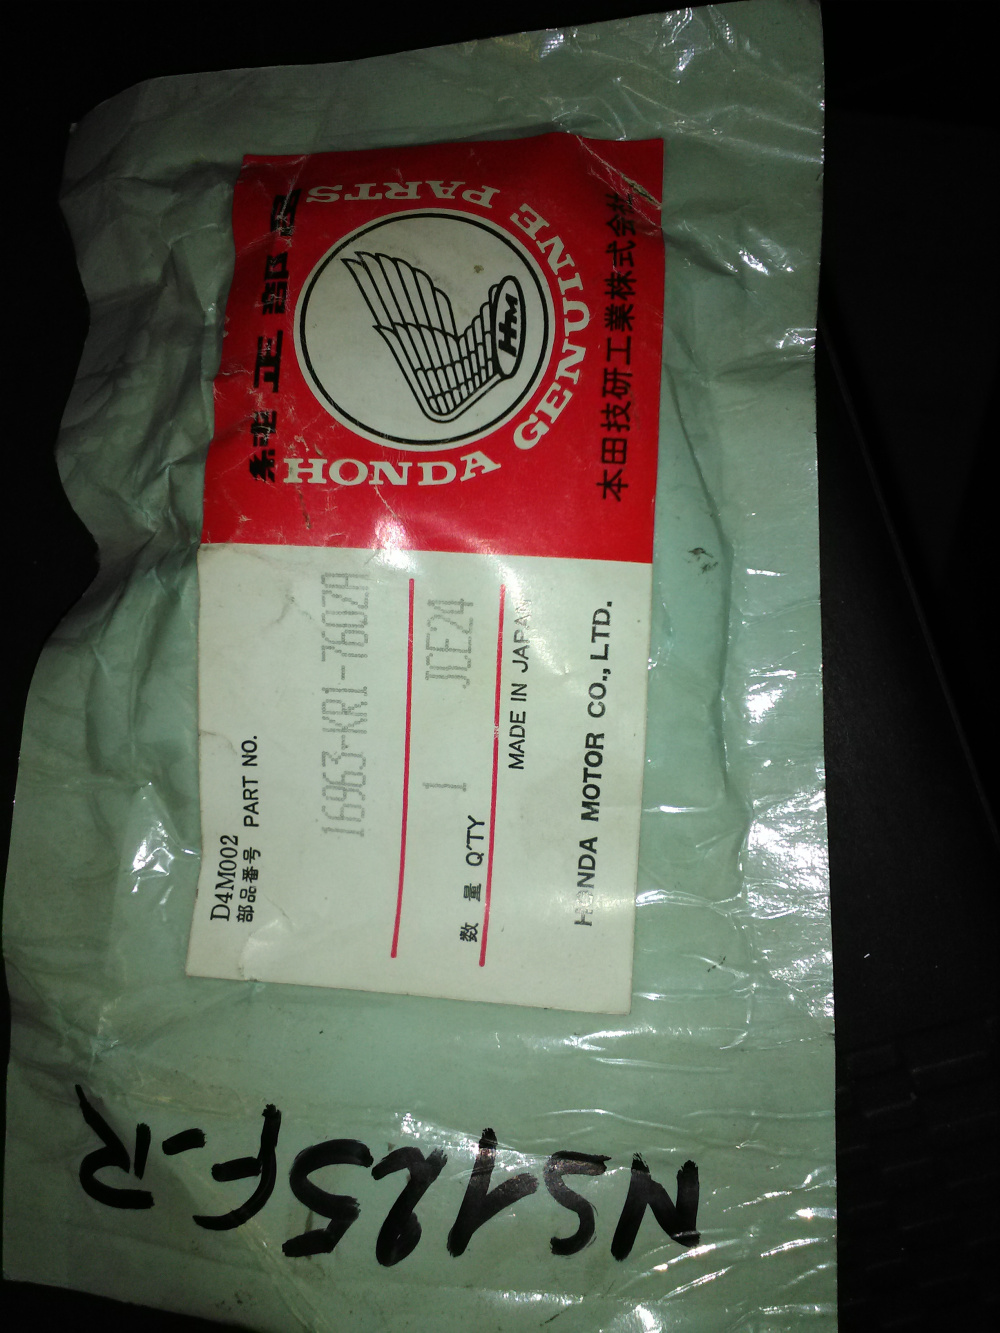 純正部品
HONDA GENUINE PARTS
HM
本田技研工業株式会社
D4M002
部品番号 PART NO.
16963-KR1-760ZA
数量 Q'TY 1 JCE24
MADE IN JAPAN
HONDA MOTOR CO., LTD.
NS125F-R